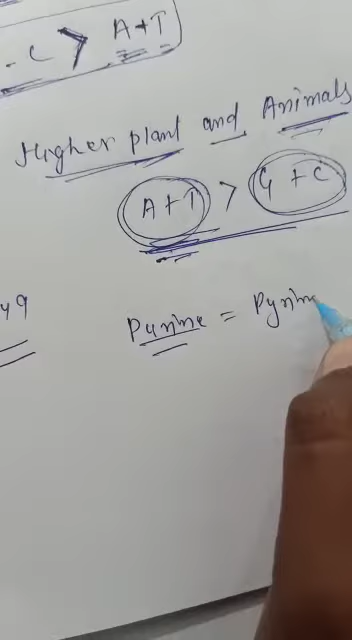 C > A+T
Higher plant and Animals
A+T > G+C
49
Purine = Pyrim